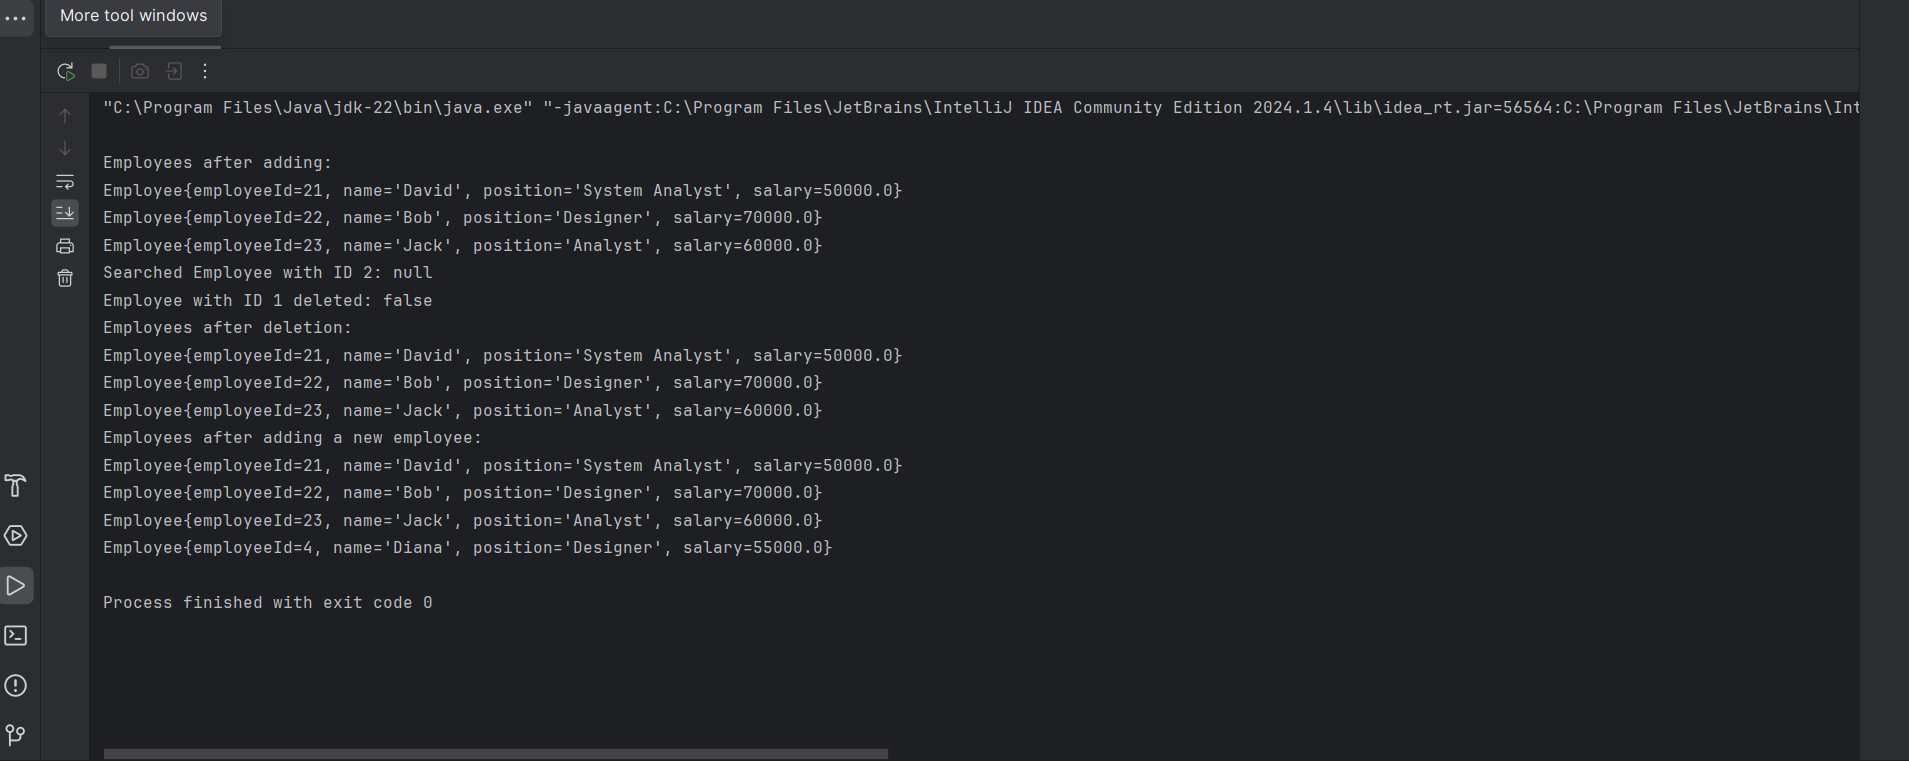 More tool windows
"C:\Program Files\Java\jdk-22\bin\java.exe" "-javaagent:C:\Program Files\JetBrains\IntelliJ IDEA Community Edition 2024.1.4\lib\idea_rt.jar=56564:C:\Program Files\JetBrains\Int
Employees after adding:
Employee{employeeId=21, name='David', position='System Analyst', salary=50000.0}
Employee{employeeId=22, name='Bob', position='Designer', salary=70000.0}
Employee{employeeId=23, name='Jack', position='Analyst', salary=60000.0}
Searched Employee with ID 2: null
Employee with ID 1 deleted: false
Employees after deletion:
Employee{employeeId=21, name='David', position='System Analyst', salary=50000.0}
Employee{employeeId=22, name='Bob', position='Designer', salary=70000.0}
Employee{employeeId=23, name='Jack', position='Analyst', salary=60000.0}
Employees after adding a new employee:
Employee{employeeId=21, name='David', position='System Analyst', salary=50000.0}
Employee{employeeId=22, name='Bob', position='Designer', salary=70000.0}
Employee{employeeId=23, name='Jack', position='Analyst', salary=60000.0}
Employee{employeeId=4, name='Diana', position='Designer', salary=55000.0}
Process finished with exit code 0